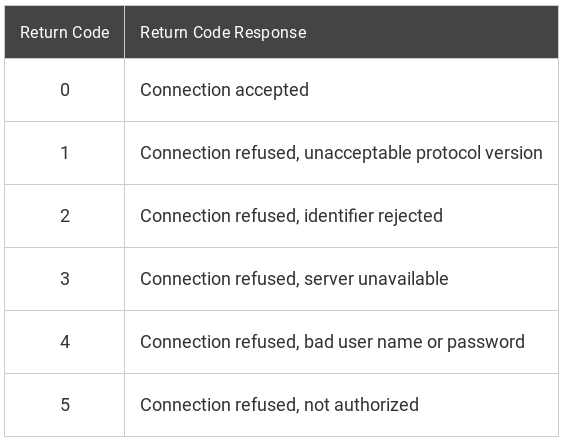 Return Code Return Code Response
0 Connection accepted
1 Connection refused, unacceptable protocol version
2 Connection refused, identifier rejected
3 Connection refused, server unavailable
4 Connection refused, bad user name or password
5 Connection refused, not authorized